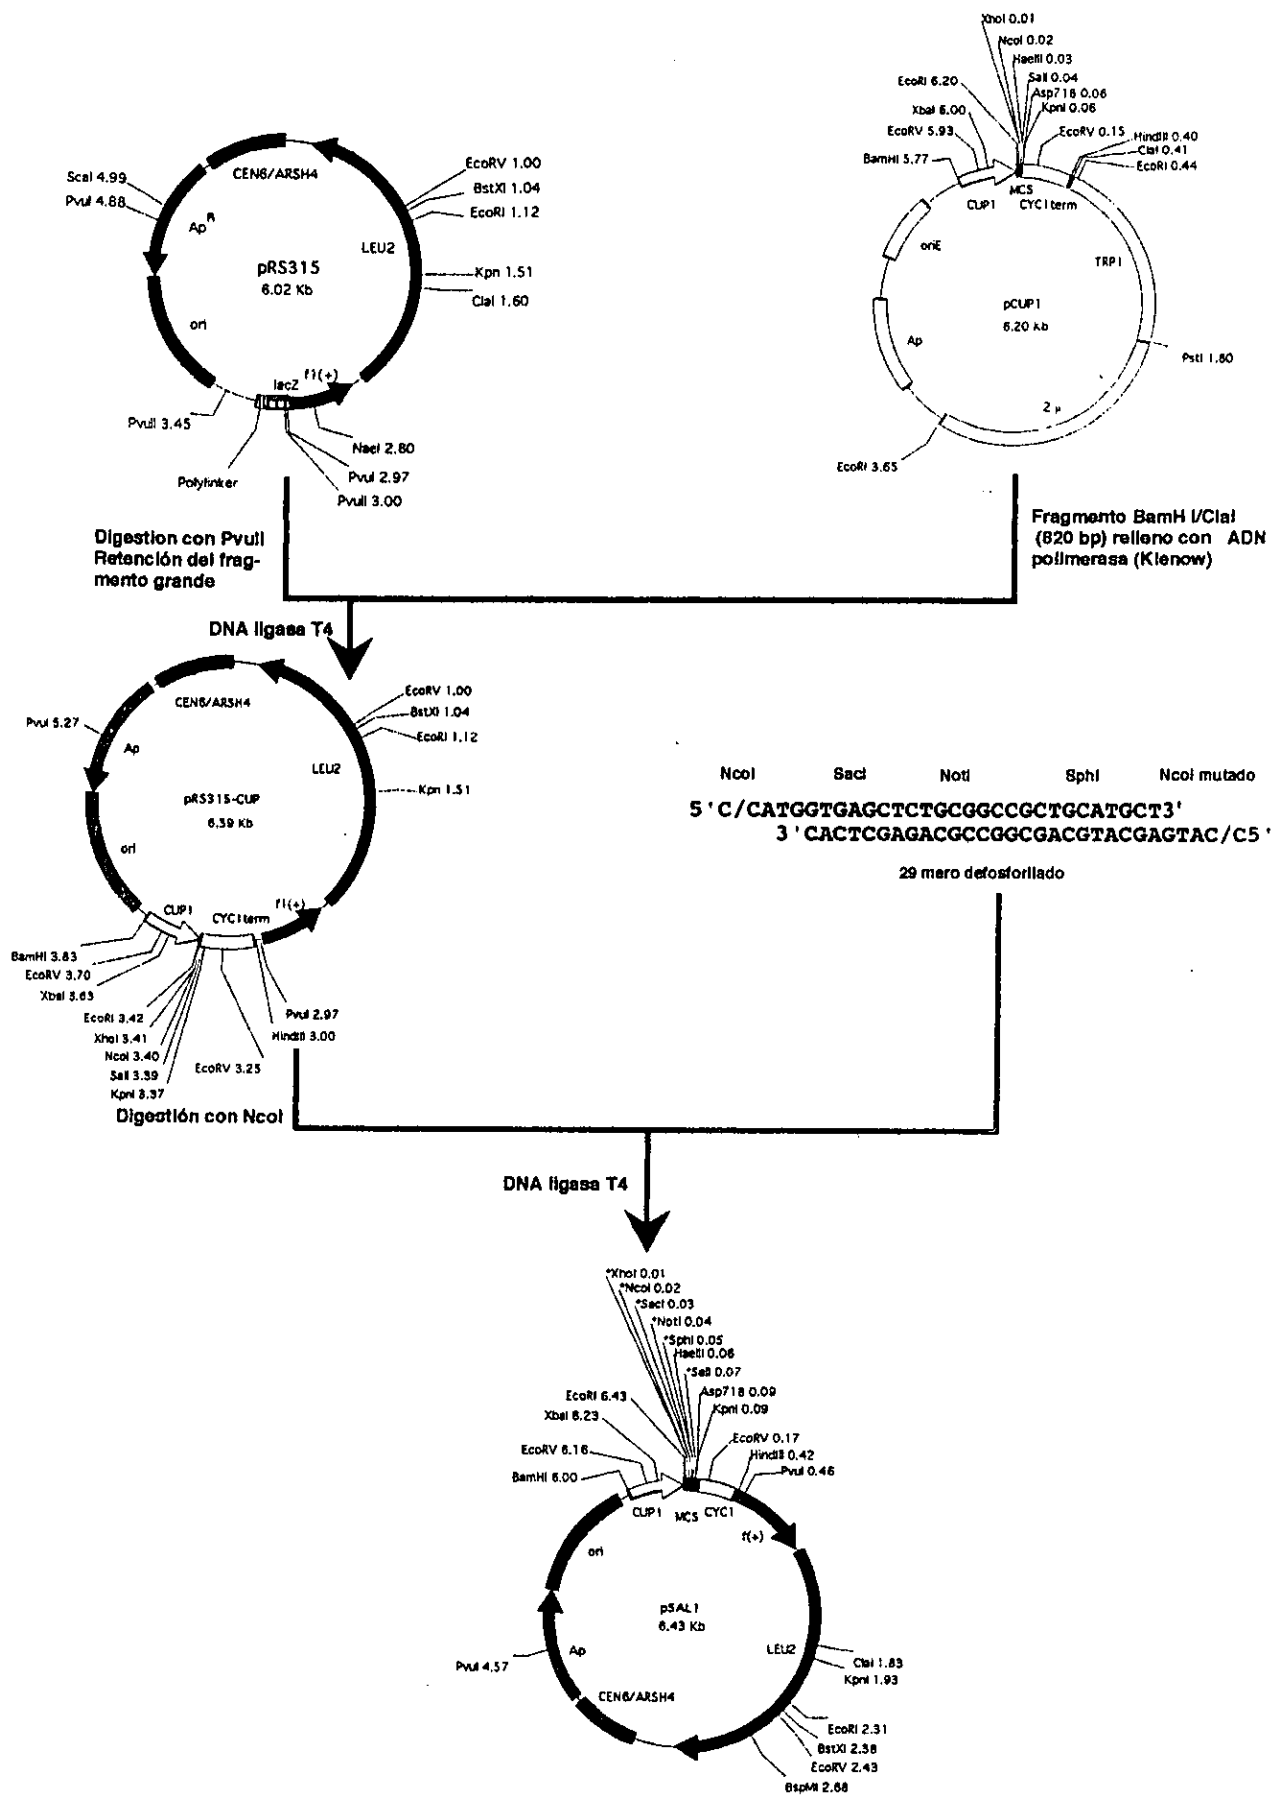 XhoI 0.01
NcoI 0.02
HaeIII 0.03
SalI 0.04
Asp718 0.06
KpnI 0.06
EcoRI 6.20
XbaI 6.00
EcoRV 5.93
BamHI 5.77
EcoRV 0.15
HindIII 0.40
ClaI 0.41
EcoRI 0.44
CUP1
MCS
CYC1term
oriE
TRP1
pCUP1
6.20 kb
Ap
PstI 1.80
2 μ
EcoRI 3.65
CEN6/ARSH4
ScaI 4.99
PvuI 4.88
Ap R
EcoRV 1.00
BstXI 1.04
EcoRI 1.12
LEU2
pRS315
6.02 Kb
Kpn 1.51
ClaI 1.60
ori
lacZ
f1(+)
PvuII 3.45
NaeI 2.80
Polylinker
PvuI 2.97
PvuII 3.00
Digestion con PvuII
Retención del frag-
mento grande
Fragmento BamH I/ClaI
(820 bp) relleno con ADN
polimerasa (Klenow)
DNA ligasa T4
CEN6/ARSH4
PvuI 5.27
Ap
EcoRV 1.00
BstXI 1.04
EcoRI 1.12
LEU2
pRS315-CUP
6.39 Kb
Kpn 1.51
ori
CUP1
CYC1term
f1(+)
BamHI 3.83
EcoRV 3.70
XbaI 3.63
EcoRI 3.42
XhoI 3.41
NcoI 3.40
SalI 3.39
KpnI 3.37
EcoRV 3.25
PvuI 2.97
HindIII 3.00
Digestión con NcoI
NcoI SacI NotI SphI NcoI mutado
5'C/CATGGTGAGCTCTGCGGCCGCTGCATGCT3'
3'CACTCGAGACGCCGGCGACGTACGAGTAC/C5'
29 mero defosforilado
DNA ligasa T4
*XhoI 0.01
*NcoI 0.02
*SacI 0.03
*NotI 0.04
*SphI 0.05
HaeIII 0.06
*SalI 0.07
Asp718 0.09
KpnI 0.09
EcoRI 6.43
XbaI 6.23
EcoRV 6.16
BamHI 6.00
EcoRV 0.17
HindIII 0.42
PvuI 0.46
CUP1
MCS
CYC1
f(+)
ori
pSAL1
6.43 Kb
LEU2
Ap
PvuI 4.57
CEN6/ARSH4
ClaI 1.83
KpnI 1.93
EcoRI 2.31
BstXI 2.38
EcoRV 2.43
BspMI 2.68